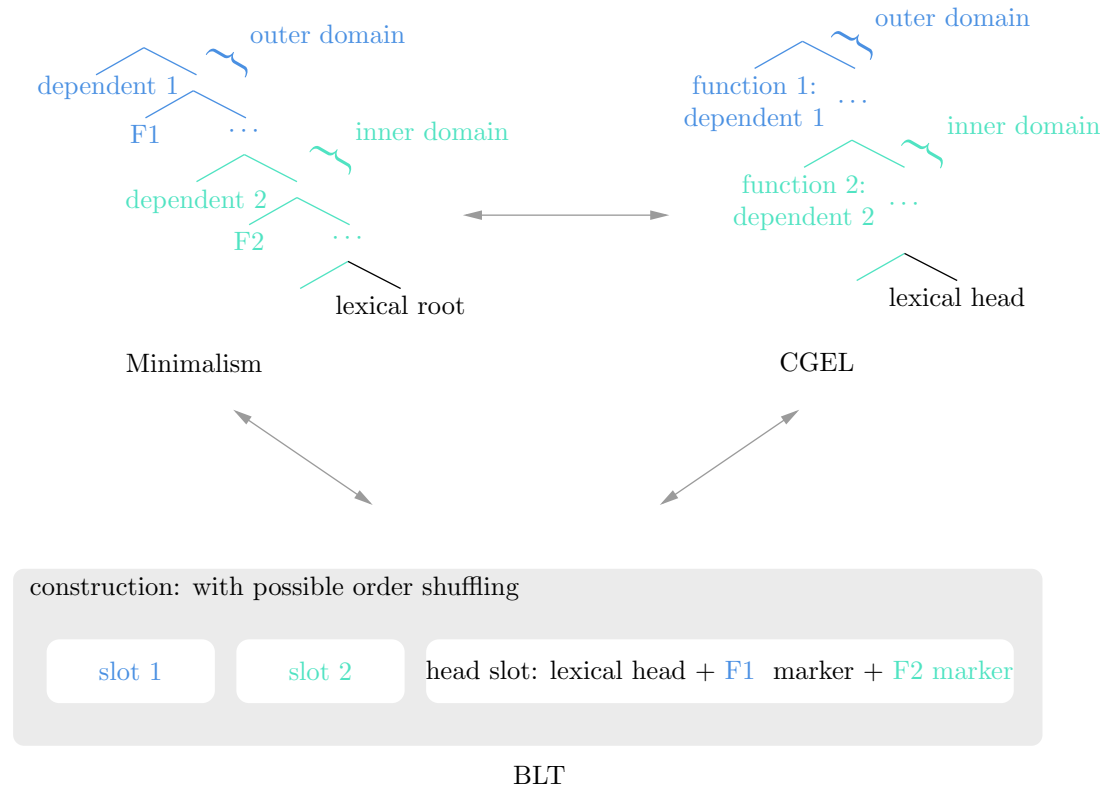 outer domain
dependent 1
F1
...
inner domain
dependent 2
F2
...
lexical root
Minimalism
outer domain
function 1:
dependent 1
...
inner domain
function 2:
dependent 2
...
lexical head
CGEL
construction: with possible order shuffling
slot 1
slot 2
head slot: lexical head + F1 marker + F2 marker
BLT